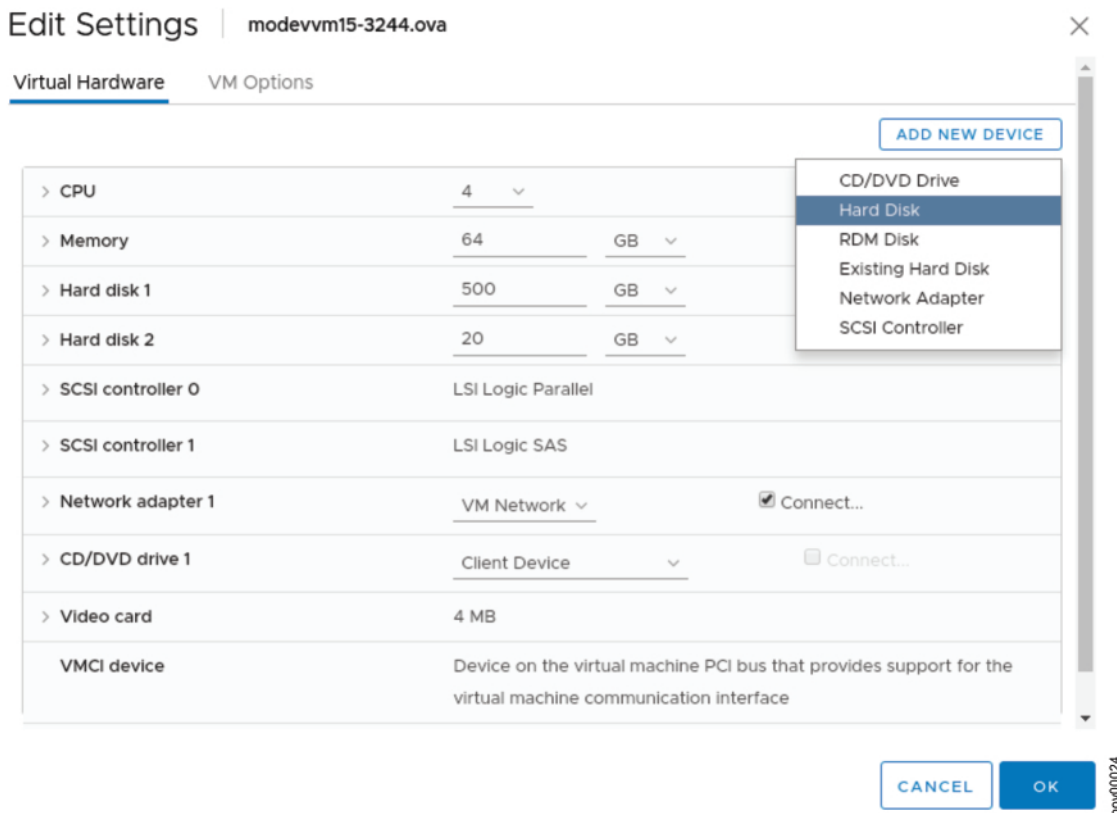 Edit Settings modevvm15-3244.ova
Virtual Hardware VM Options
ADD NEW DEVICE
CD/DVD Drive
Hard Disk
RDM Disk
Existing Hard Disk
Network Adapter
SCSI Controller
CPU 4
Memory 64 GB
Hard disk 1 500 GB
Hard disk 2 20 GB
SCSI controller 0 LSI Logic Parallel
SCSI controller 1 LSI Logic SAS
Network adapter 1 VM Network Connect...
CD/DVD drive 1 Client Device Connect...
Video card 4 MB
VMCI device Device on the virtual machine PCI bus that provides support for the
virtual machine communication interface
CANCEL OK